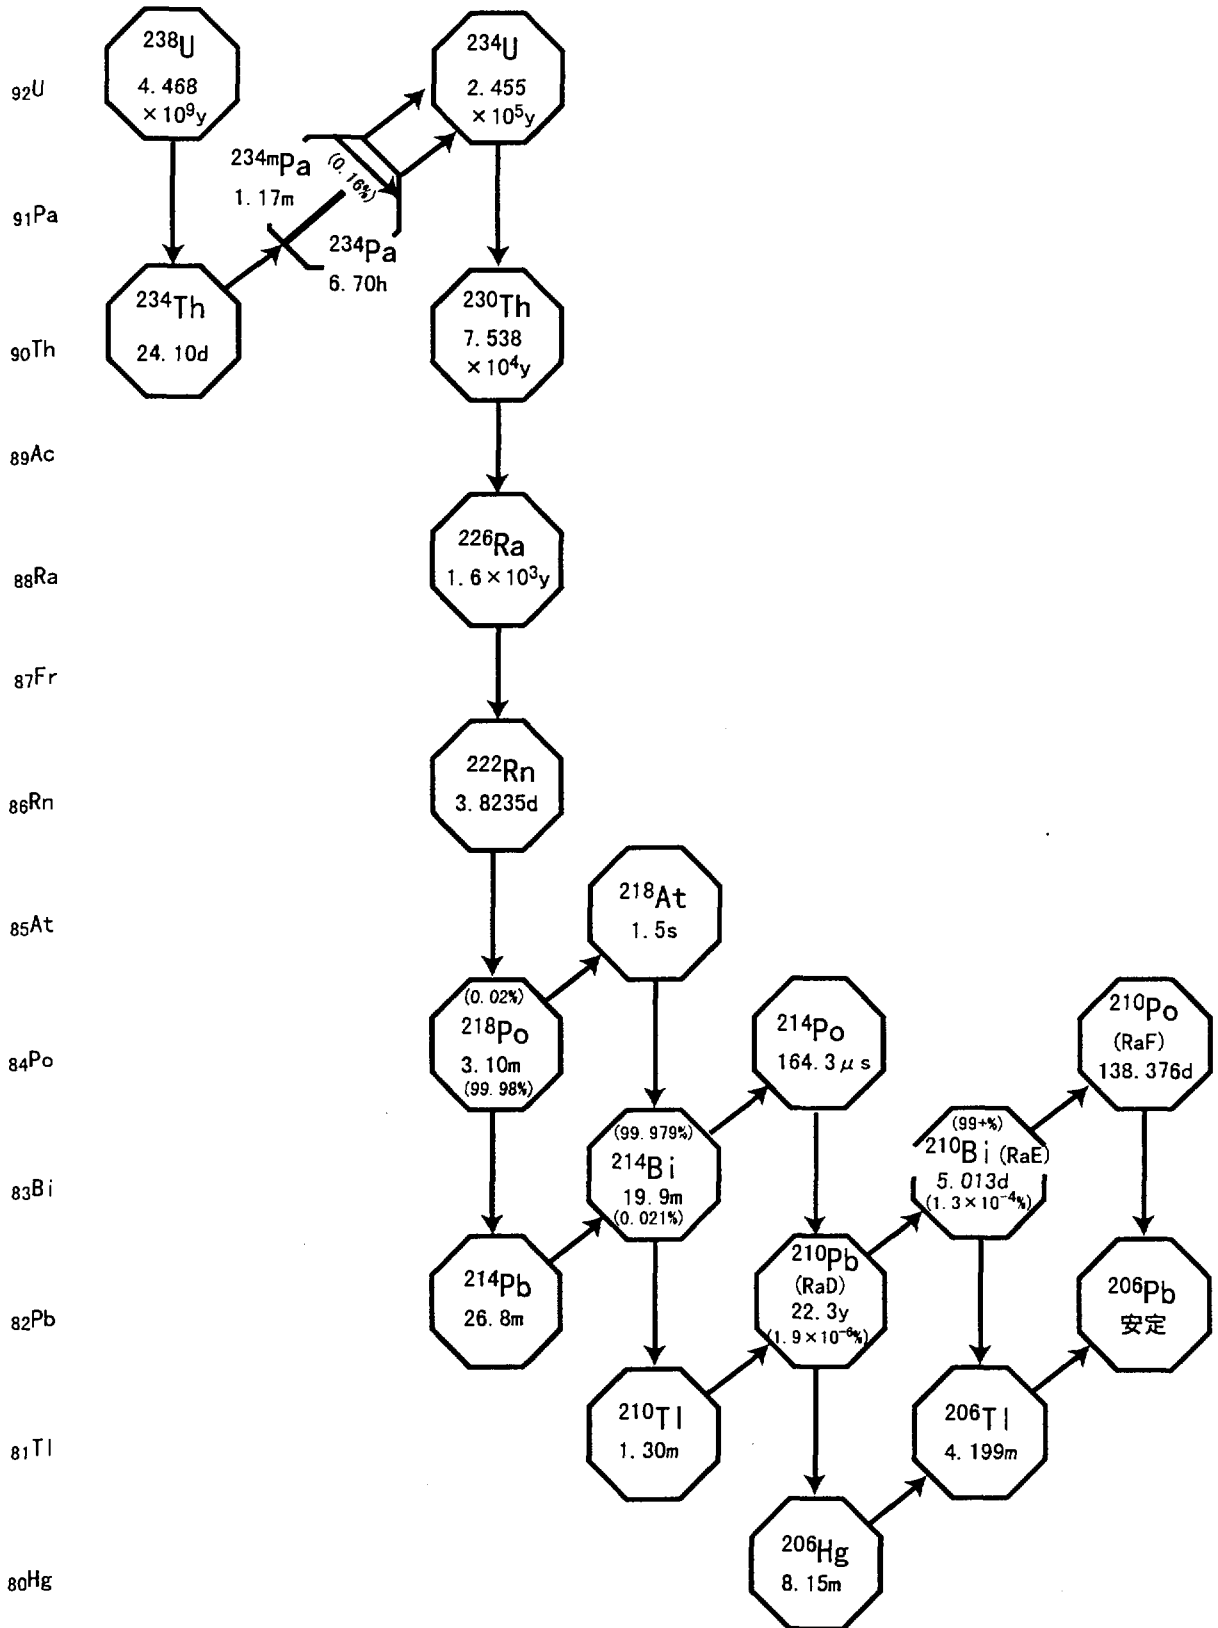 ₉₂U
²³⁸U
4.468
×10⁹y
²³⁴U
2.455
×10⁵y
²³⁴ᵐPa
1.17m
(0.16%)
₉₁Pa
²³⁴Pa
6.70h
₉₀Th
²³⁴Th
24.10d
²³⁰Th
7.538
×10⁴y
₈₉Ac
₈₈Ra
²²⁶Ra
1.6×10³y
₈₇Fr
₈₆Rn
²²²Rn
3.8235d
₈₅At
²¹⁸At
1.5s
₈₄Po
(0.02%)
²¹⁸Po
3.10m
(99.98%)
²¹⁴Po
164.3μs
²¹⁰Po
(RaF)
138.376d
₈₃Bi
(99.979%)
²¹⁴Bi
19.9m
(0.021%)
(99+%)
²¹⁰Bi (RaE)
5.013d
(1.3×10⁻⁴%)
₈₂Pb
²¹⁴Pb
26.8m
²¹⁰Pb
(RaD)
22.3y
(1.9×10⁻⁶%)
²⁰⁶Pb
安定
₈₁Tl
²¹⁰Tl
1.30m
²⁰⁶Tl
4.199m
₈₀Hg
²⁰⁶Hg
8.15m